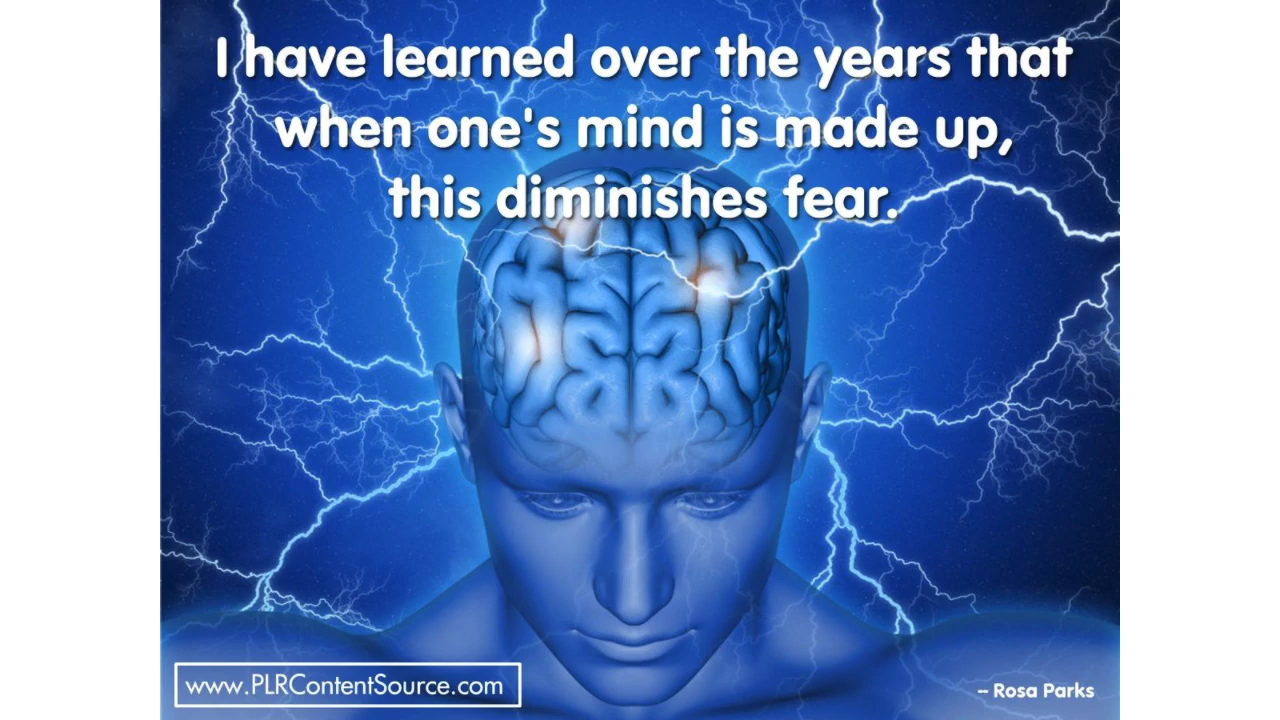 I have learned over the years that
when one's mind is made up,
this diminishes fear.
www.PLRContentSource.com
-- Rosa Parks